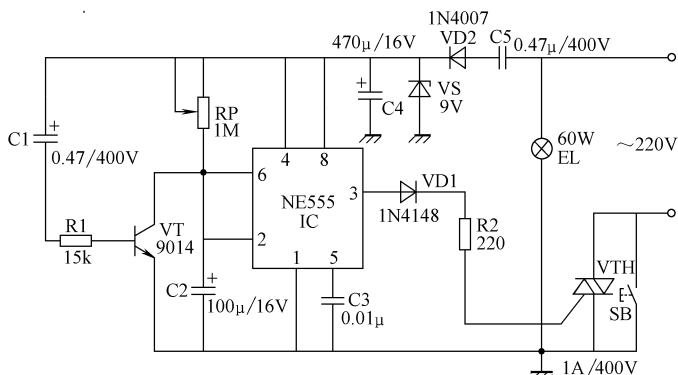 1N4007
470μ/16V
VD2
C5
0.47μ/400V
C1
0.47/400V
RP
1M
C4
VS
9V
60W
EL
~220V
4
8
6
NE555
IC
3
VD1
1N4148
R1
15k
VT
9014
2
1
5
R2
220
VTH
SB
C2
100μ/16V
C3
0.01μ
1A/400V